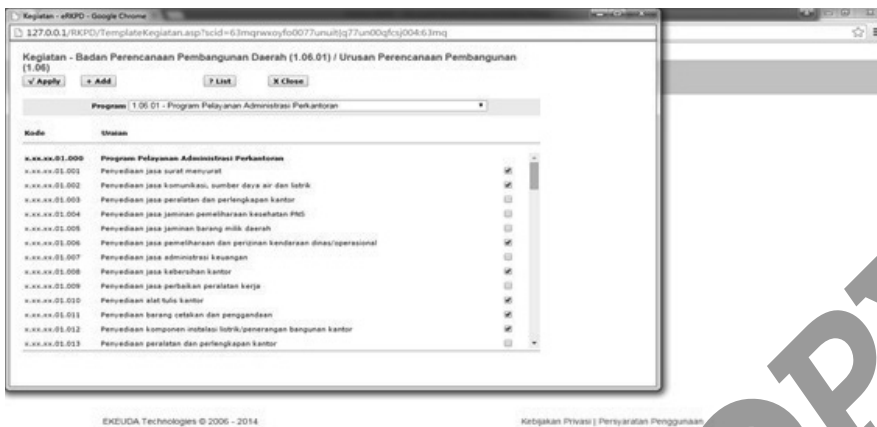 Kegiatan - eRKPD - Google Chrome
127.0.0.1/RKPD/TemplateKegiatan.asp?scid=63mqrwxoyfo0077unuitjq77un00qfcsj004:63mq
Kegiatan - Badan Perencanaan Pembangunan Daerah (1.06.01) / Urusan Perencanaan Pembangunan
(1.06)
√ Apply + Add ? List X Close
Program 1.06.01 - Program Pelayanan Administrasi Perkantoran
Kode Uraian
x.xx.xx.01.000 Program Pelayanan Administrasi Perkantoran
x.xx.xx.01.001 Penyediaan jasa surat menyurat
x.xx.xx.01.002 Penyediaan jasa komunikasi, sumber daya air dan listrik
x.xx.xx.01.003 Penyediaan jasa peralatan dan perlengkapan kantor
x.xx.xx.01.004 Penyediaan jasa jaminan pemeliharaan kesehatan PNS
x.xx.xx.01.005 Penyediaan jasa jaminan barang milik daerah
x.xx.xx.01.006 Penyediaan jasa pemeliharaan dan perizinan kendaraan dinas/operasional
x.xx.xx.01.007 Penyediaan jasa administrasi keuangan
x.xx.xx.01.008 Penyediaan jasa kebersihan kantor
x.xx.xx.01.009 Penyediaan jasa perbaikan peralatan kerja
x.xx.xx.01.010 Penyediaan alat tulis kantor
x.xx.xx.01.011 Penyediaan barang cetakan dan penggandaan
x.xx.xx.01.012 Penyediaan komponen instalasi listrik/penerangan bangunan kantor
x.xx.xx.01.013 Penyediaan peralatan dan perlengkapan kantor
EKEUDA Technologies © 2006 - 2014 Kebijakan Privasi | Persyaratan Penggunaan